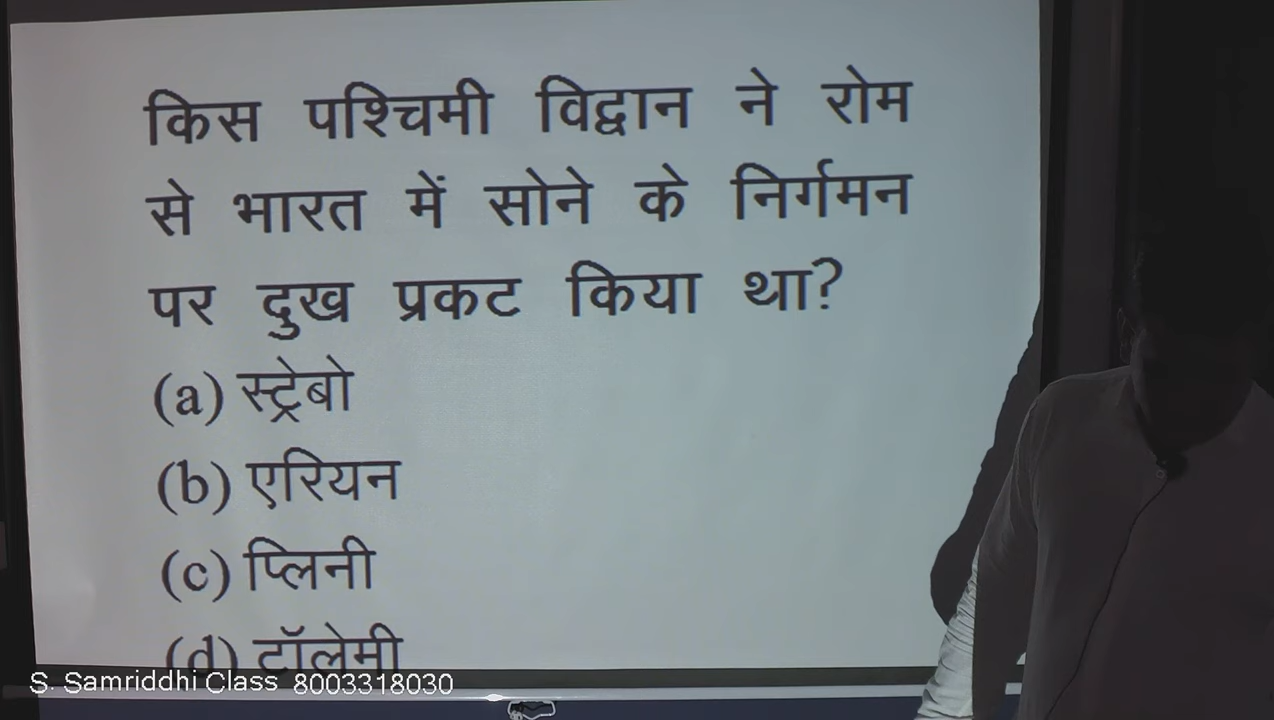 किस पश्चिमी विद्वान ने रोम
से भारत में सोने के निर्गमन
पर दुख प्रकट किया था?
(a) स्ट्रेबो
(b) एरियन
(c) प्लिनी
(d) टॉलेमी
S. Samriddhi Class 8003318030